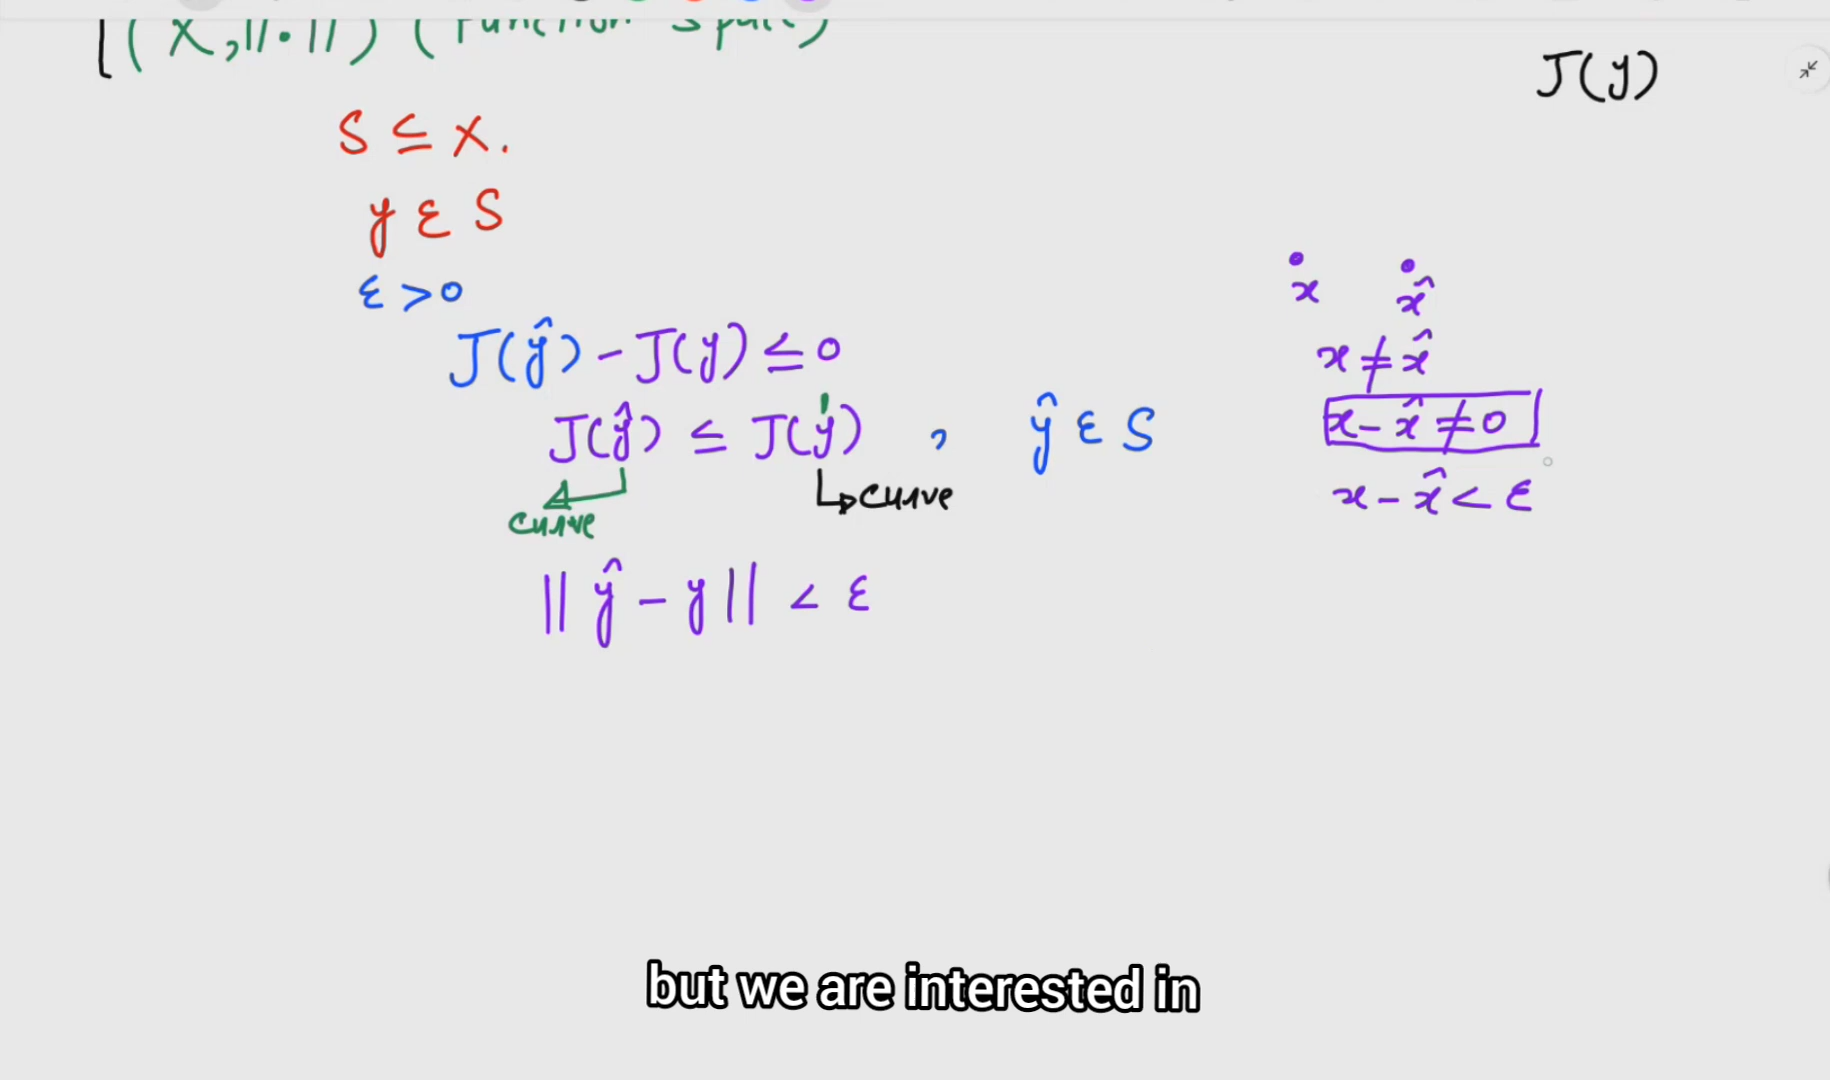 (X, ||·||) (Function space)
J(y)
S ⊆ X.
y ε S
ε > 0
J(ŷ) - J(y) ≤ 0
J(ŷ) ≤ J(y) , ŷ ε S
curve
curve
||ŷ - y|| < ε
x x̂
x ≠ x̂
x - x̂ ≠ 0
x - x̂ < ε
but we are interested in